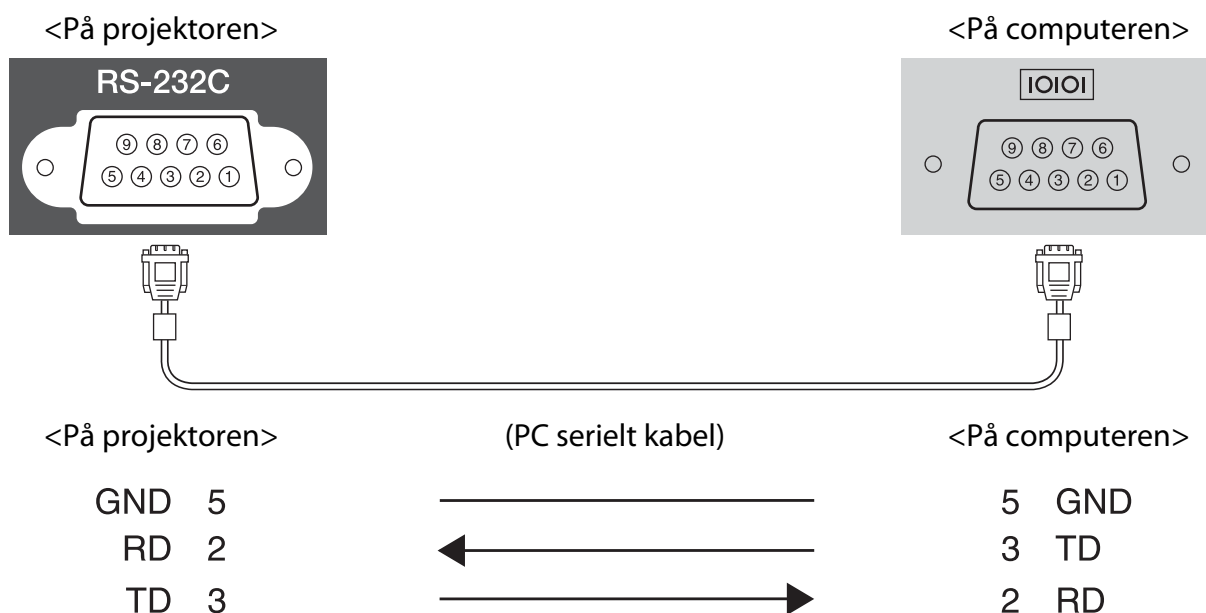 <På projektoren> <På computeren>
RS-232C IOIOI
9 8 7 6 9 8 7 6
5 4 3 2 1 5 4 3 2 1
<På projektoren> (PC serielt kabel) <På computeren>
GND 5 5 GND
RD 2 3 TD
TD 3 2 RD